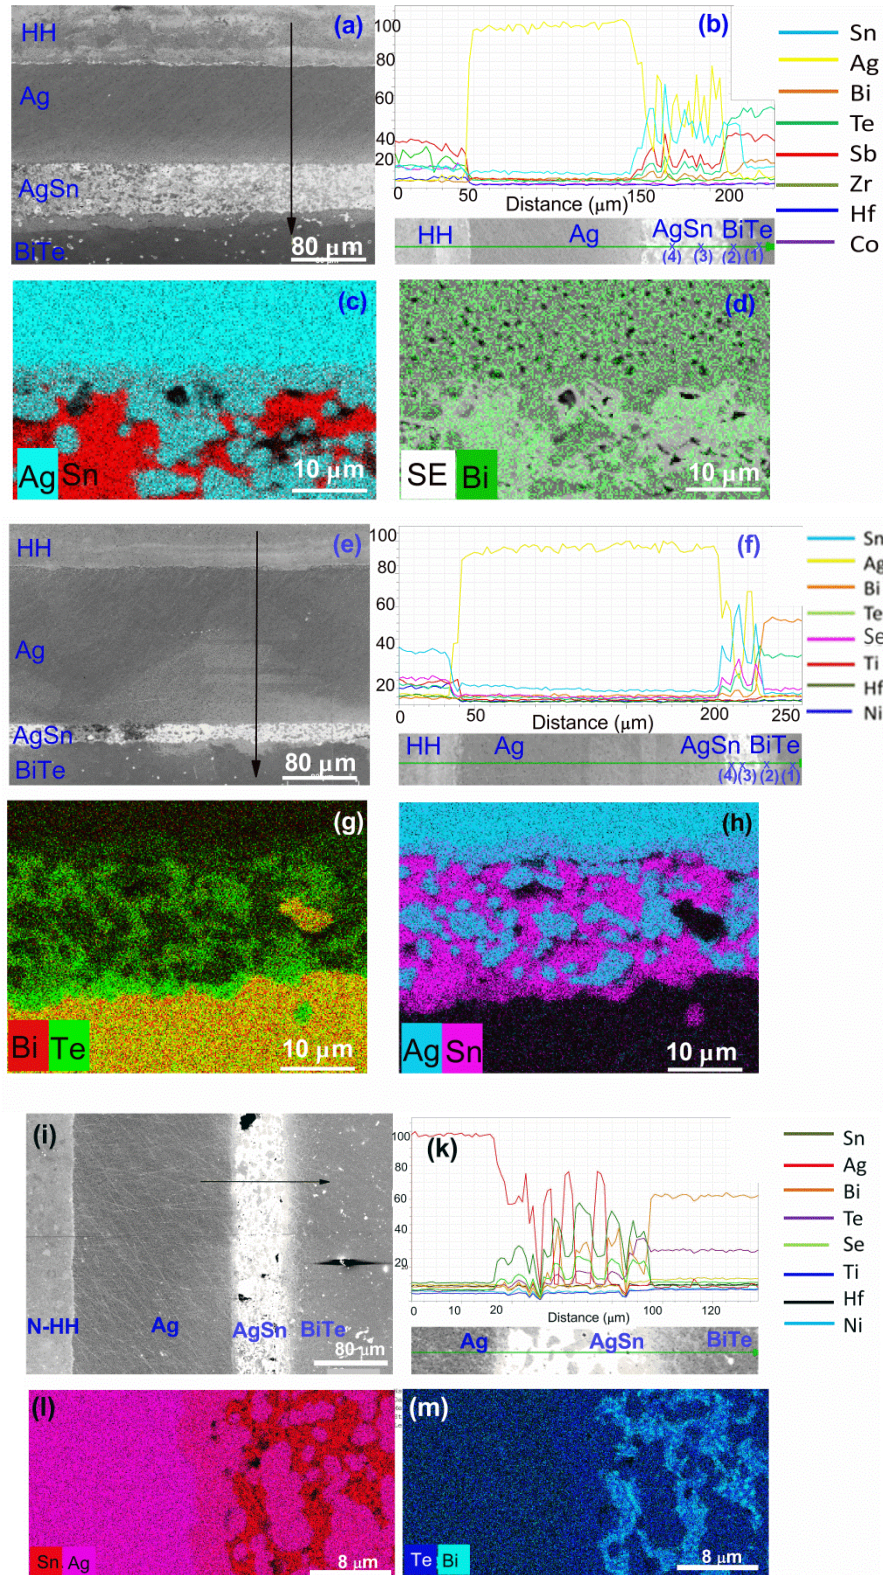 HH
(a)
Ag
AgSn
BiTe
80 μm
(b)
100
80
60
40
20
0
50
150
200
Distance (μm)
Sn
Ag
Bi
Te
Sb
Zr
Hf
Co
HH
Ag
AgSn
BiTe
(4)
(3)
(2)
(1)
(c)
Ag Sn
10 μm
(d)
SE Bi
10 μm
HH
(e)
Ag
AgSn
BiTe
80 μm
(f)
100
80
60
40
20
0
50
200
250
Distance (μm)
Sn
Ag
Bi
Te
Se
Ti
Hf
Ni
HH
Ag
AgSn
BiTe
(4)
(3)
(2)
(1)
(g)
Bi Te
10 μm
(h)
Ag Sn
10 μm
(i)
N-HH
Ag
AgSn
BiTe
80 μm
(k)
100
80
60
40
20
0
10
20
100
120
Distance (μm)
Sn
Ag
Bi
Te
Se
Ti
Hf
Ni
Ag
AgSn
BiTe
(l)
Sn Ag
8 μm
(m)
Te Bi
8 μm